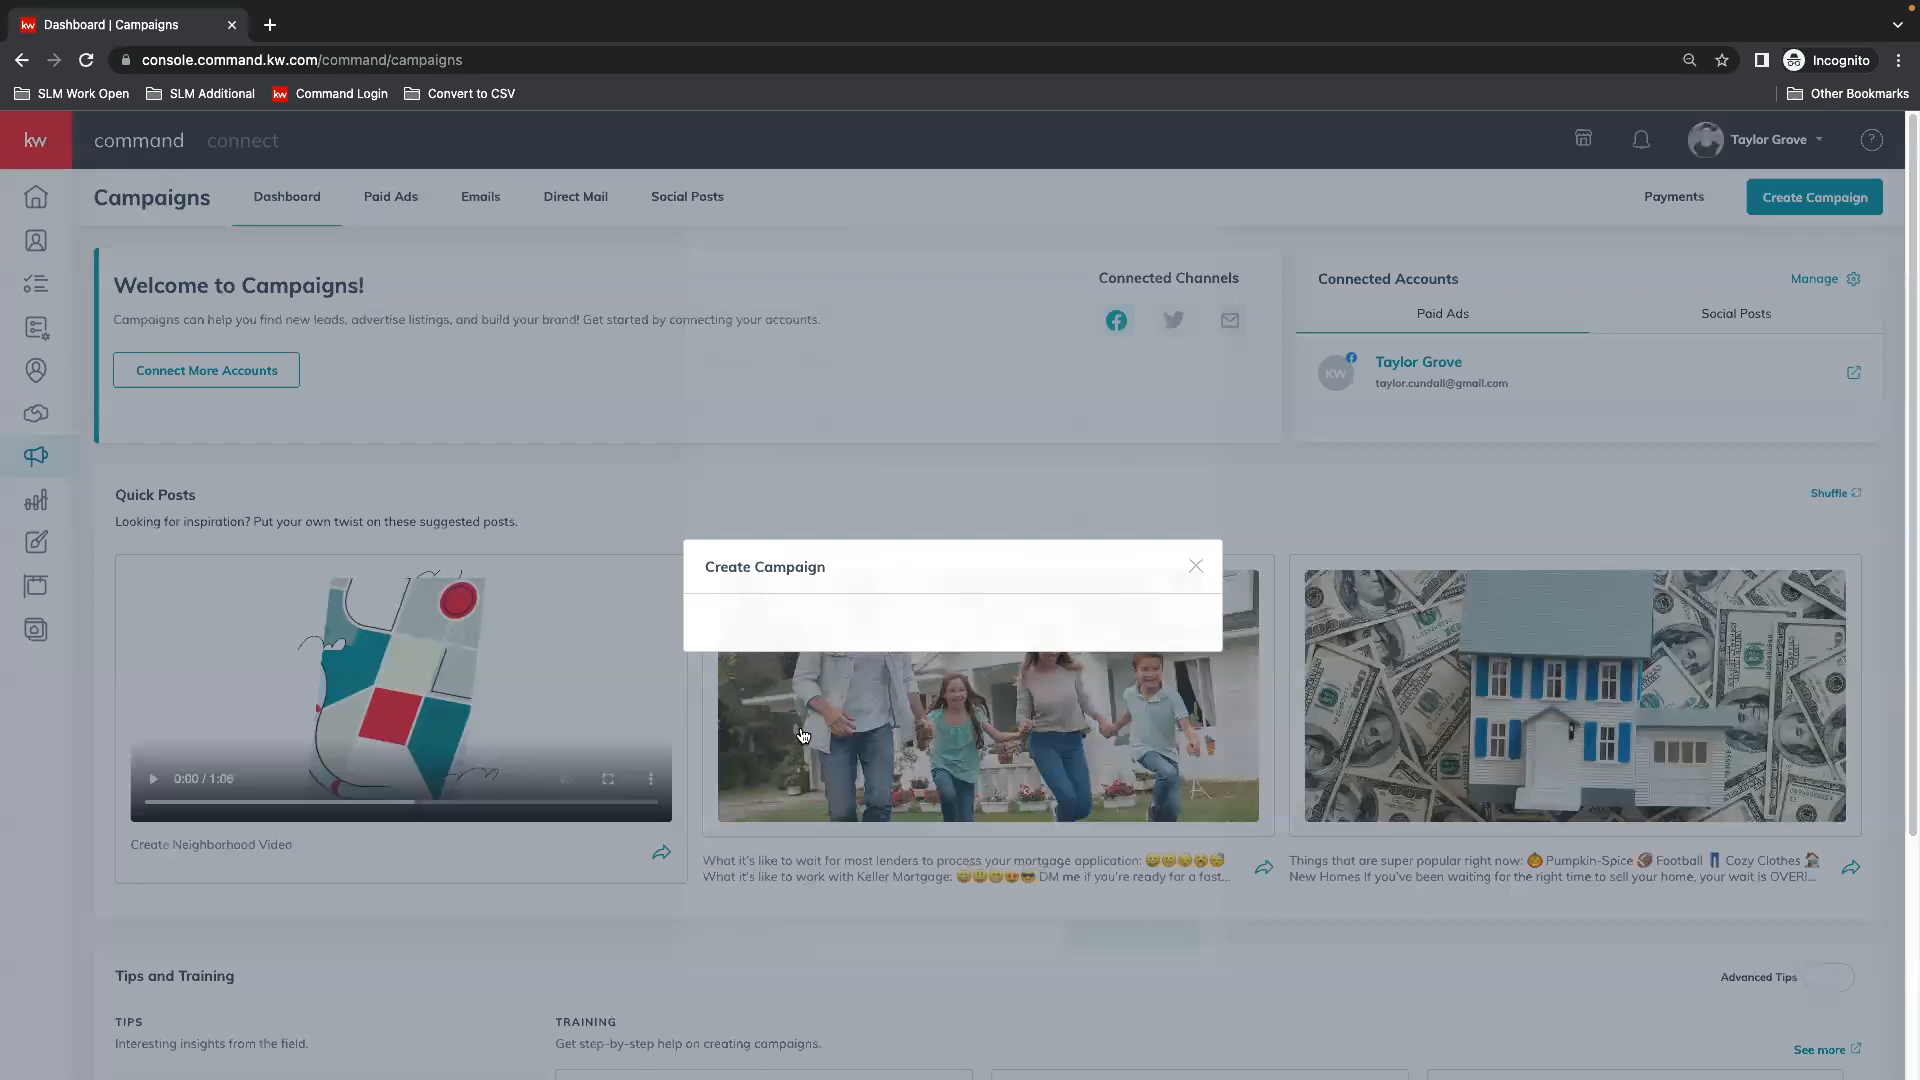 Dashboard | Campaigns
console.command.kw.com/command/campaigns
Incognito
SLM Work Open
SLM Additional
kw
Command Login
Convert to CSV
Other Bookmarks
kw
command
connect
Taylor Grove
Campaigns
Dashboard
Paid Ads
Emails
Direct Mail
Social Posts
Payments
Create Campaign
Welcome to Campaigns!
Campaigns can help you find new leads, advertise listings, and build your brand! Get started by connecting your accounts.
Connect More Accounts
Connected Channels
Connected Accounts
Manage
Paid Ads
Social Posts
KW
Taylor Grove
taylor.cundall@gmail.com
Quick Posts
Looking for inspiration? Put your own twist on these suggested posts.
Shuffle
Create Campaign
0:00 / 1:06
Create Neighborhood Video
What it's like to wait for most lenders to process your mortgage application: 
What it's like to work with Keller Mortgage: DM me if you're ready for a fast...
Things that are super popular right now: 🎃 Pumpkin-Spice 🏈 Football 👖 Cozy Clothes 🏠
New Homes If you've been waiting for the right time to sell your home, your wait is OVER!...
Tips and Training
Advanced Tips
TIPS
Interesting insights from the field.
TRAINING
Get step-by-step help on creating campaigns.
See more